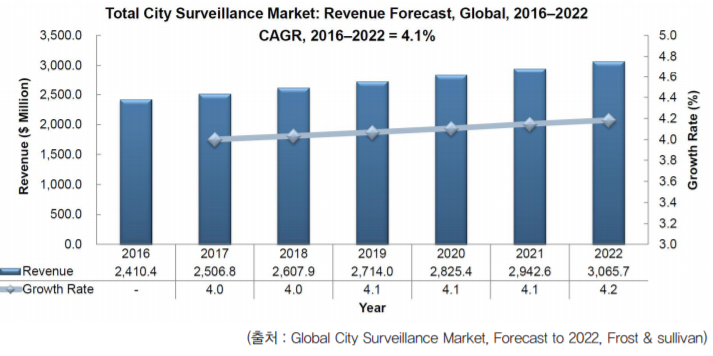 Total City Surveillance Market: Revenue Forecast, Global, 2016–2022
CAGR, 2016–2022 = 4.1%
Revenue ($ Million)
3,500.0
3,000.0
2,500.0
2,000.0
1,500.0
1,000.0
500.0
0.0
5.0
4.8
4.6
4.4
4.2
4.0
3.8
3.6
3.4
3.2
3.0
Growth Rate (%)
2016 2017 2018 2019 2020 2021 2022
Revenue 2,410.4 2,506.8 2,607.9 2,714.0 2,825.4 2,942.6 3,065.7
Growth Rate - 4.0 4.0 4.1 4.1 4.1 4.2
Year
(출처 : Global City Surveillance Market, Forecast to 2022, Frost & sullivan)